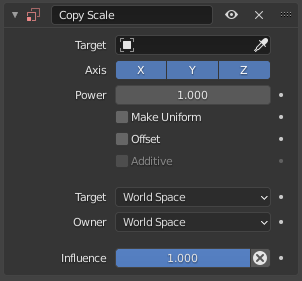 Copy Scale
Target
Axis X Y Z
Power 1.000
Make Uniform
Offset
Additive
Target World Space
Owner World Space
Influence 1.000